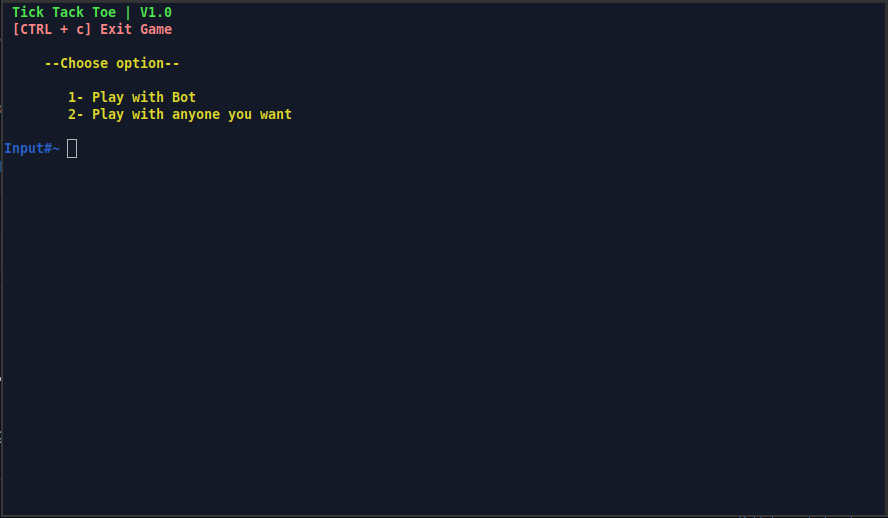 Tick Tack Toe | V1.0
[CTRL + c] Exit Game
--Choose option--
1- Play with Bot
2- Play with anyone you want
Input#~